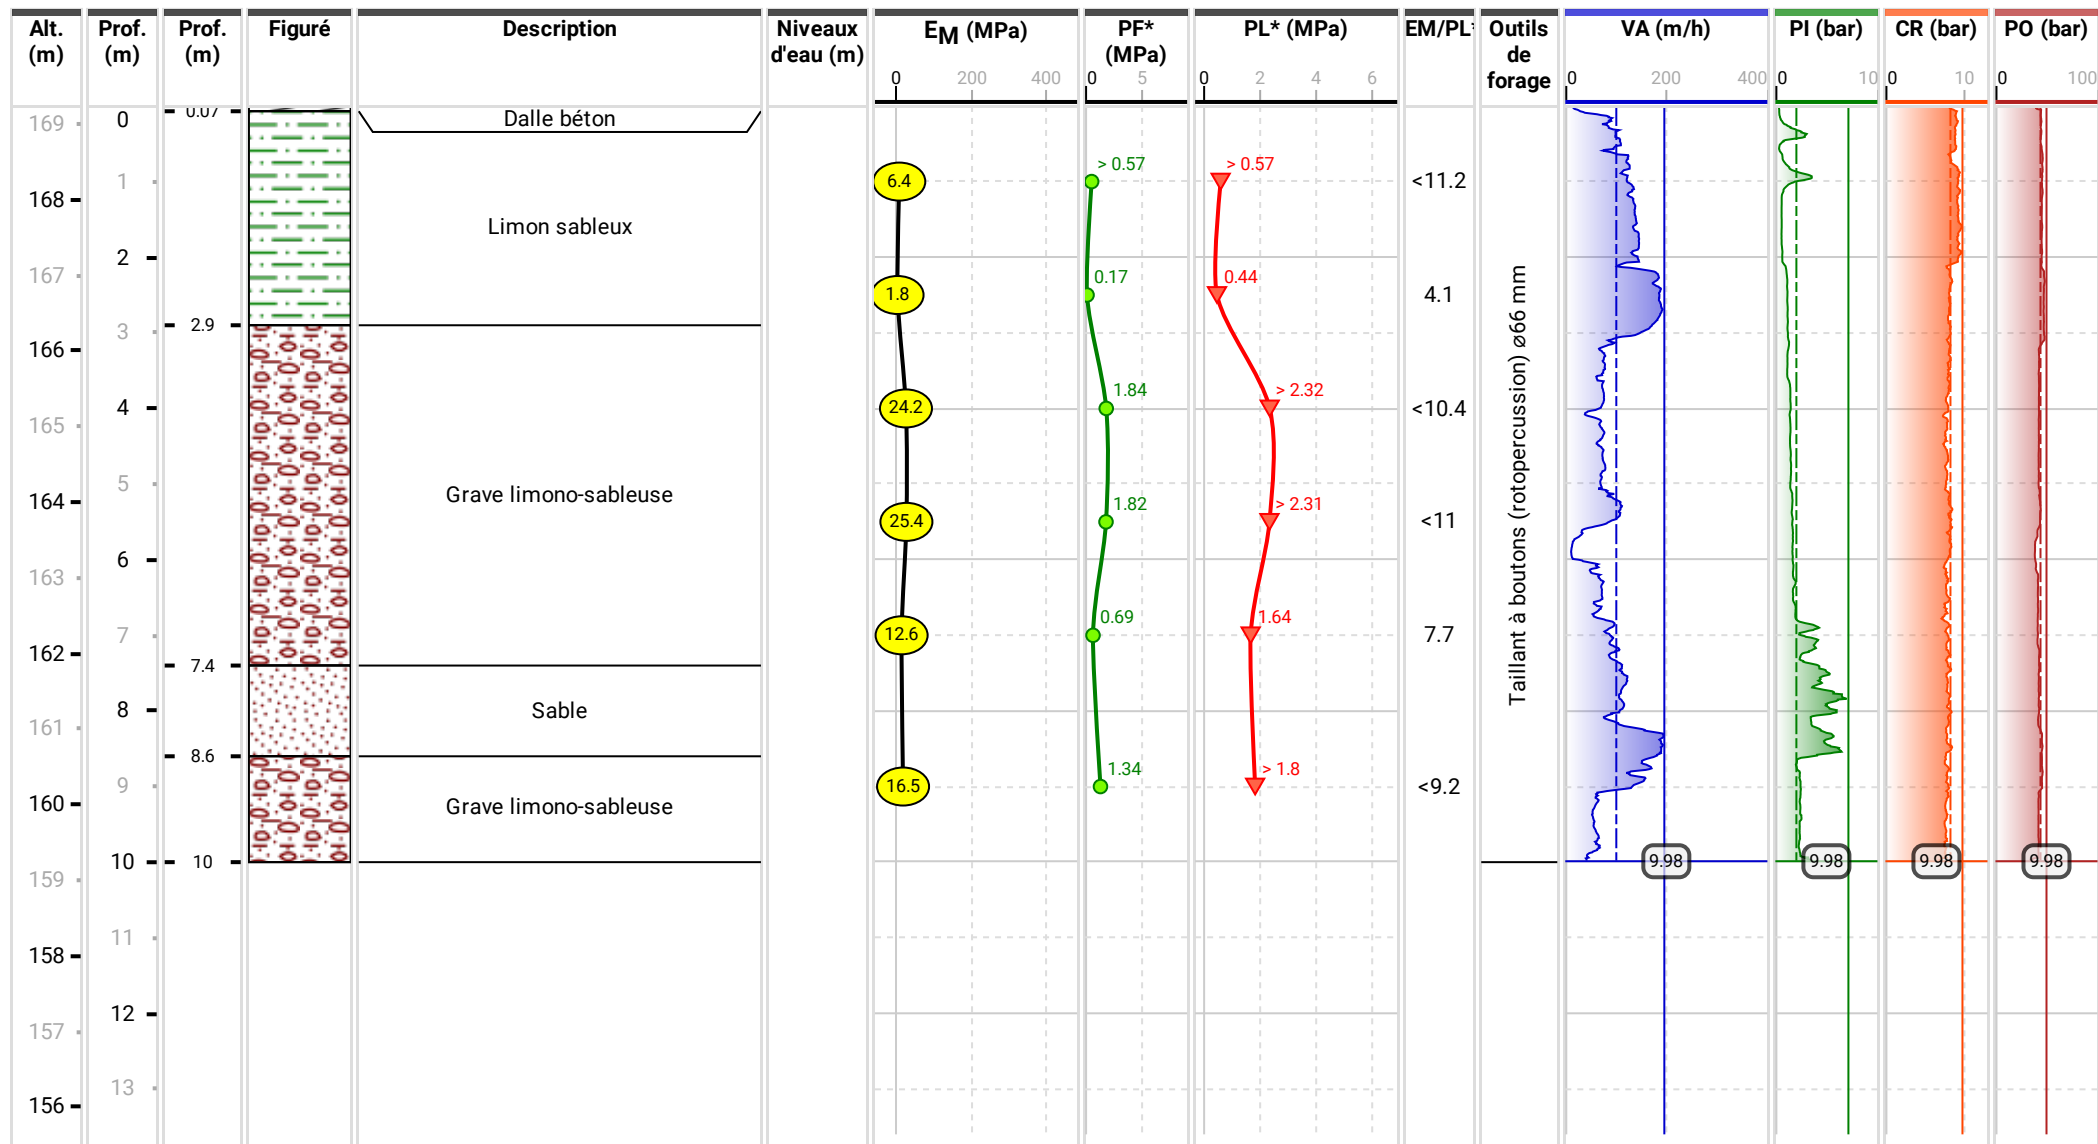 Alt. (m)
Prof. (m)
Prof. (m)
Figuré
Description
Niveaux d'eau (m)
EM (MPa)
PF* (MPa)
PL* (MPa)
EM/PL*
Outils de forage
VA (m/h)
PI (bar)
CR (bar)
PO (bar)
0 200 400
0 5
0 2 4 6
0 200 400
0 10
0 10
0 100
169 0 0.07 Dalle béton
1 6.4 > 0.57 > 0.57 <11.2
168
Limon sableux
2
167 1.8 0.17 0.44 4.1
3 2.9
166
4 24.2 1.84 > 2.32 <10.4
165
5 Grave limono-sableuse
164 25.4 1.82 > 2.31 <11
Taillant à boutons (rotopercussion) ø66 mm
6
163
7 12.6 0.69 1.64 7.7
162 7.4
8 Sable
161
8.6
9 16.5 1.34 > 1.8 <9.2
160 Grave limono-sableuse
10 10 9.98 9.98 9.98 9.98
159
11
158
12
157
13
156